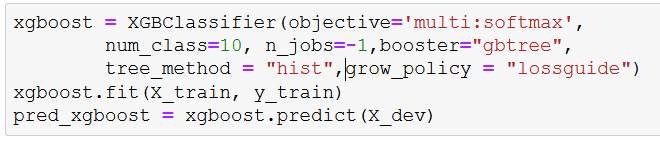 xgboost = XGBClassifier(objective='multi:softmax',
        num_class=10, n_jobs=-1,booster="gbtree",
        tree_method = "hist",grow_policy = "lossguide")
xgboost.fit(X_train, y_train)
pred_xgboost = xgboost.predict(X_dev)